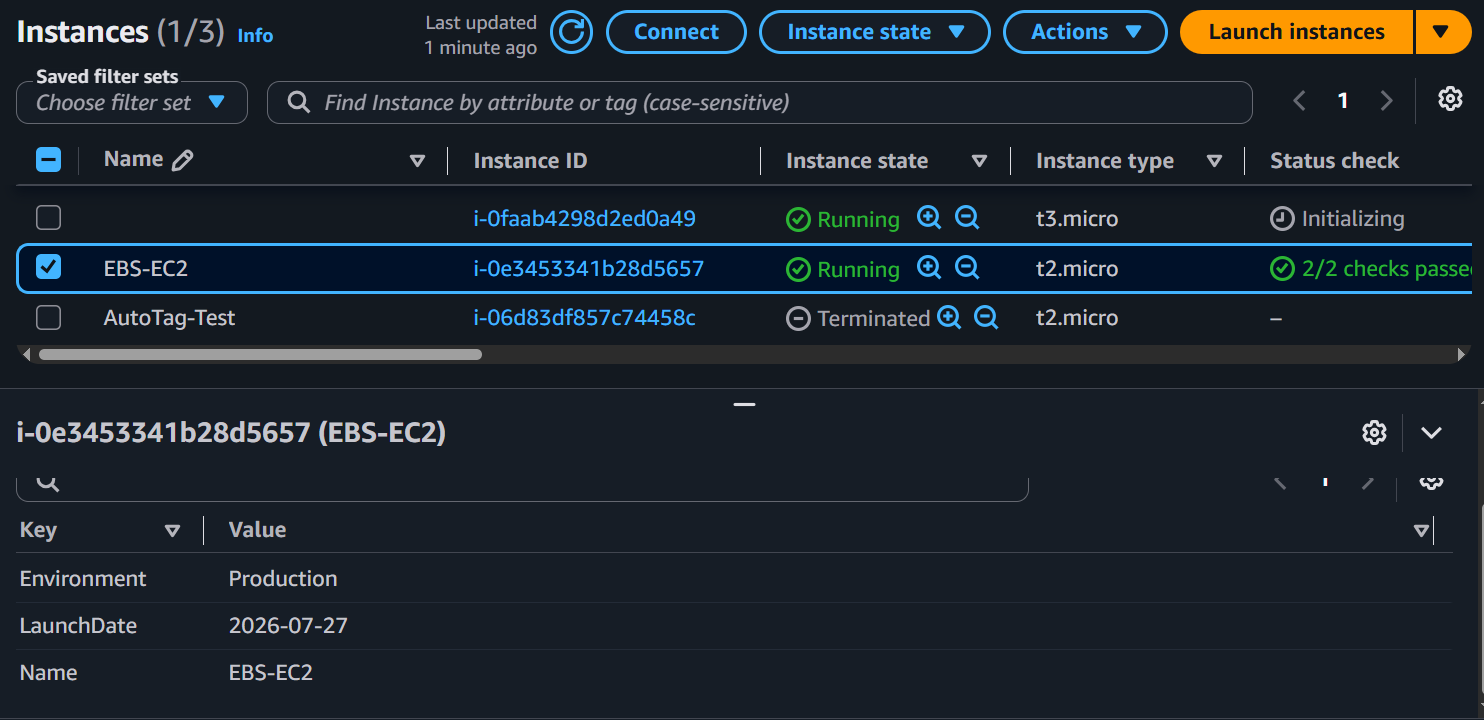 Instances (1/3) Info
Last updated
1 minute ago
Connect
Instance state
Actions
Launch instances
Saved filter sets
Choose filter set
Find Instance by attribute or tag (case-sensitive)
1
Name Instance ID Instance state Instance type Status check
i-0faab4298d2ed0a49 Running t3.micro Initializing
EBS-EC2 i-0e3453341b28d5657 Running t2.micro 2/2 checks passe
AutoTag-Test i-06d83df857c74458c Terminated t2.micro –
i-0e3453341b28d5657 (EBS-EC2)
Key Value
Environment Production
LaunchDate 2026-07-27
Name EBS-EC2